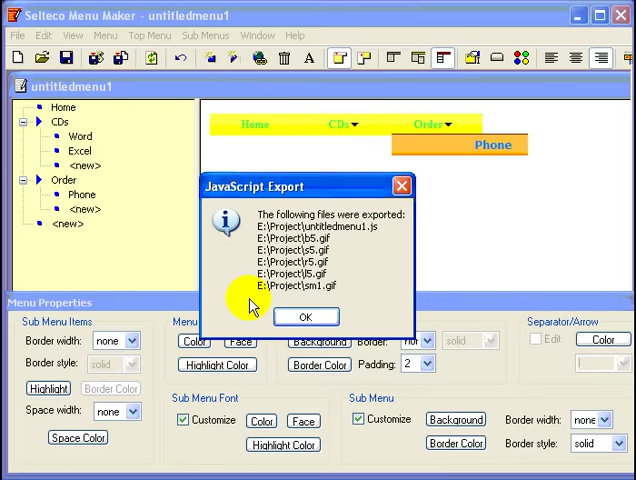 Selteco Menu Maker - untitledmenu1
File Edit View Menu Top Menu Sub Menus Window Help
untitledmenu1
Home
CDs
Word
Excel
<new>
Order
Phone
<new>
Home CDs Order
Phone
JavaScript Export
The following files were exported:
E:\Project\untitledmenu1.js
E:\Project\b5.gif
E:\Project\s5.gif
E:\Project\r5.gif
E:\Project\l5.gif
E:\Project\sm1.gif
OK
Menu Properties
Sub Menu Items
Border width: none
Border style: solid
Highlight Border Color
Space width: none
Space Color
Color Face
Highlight Color
Background Border: solid
Border Color Padding: 2
Separator/Arrow
Edit Color
Sub Menu Font
Customize Color Face
Highlight Color
Sub Menu
Customize Background Border width: none
Border Color Border style: solid